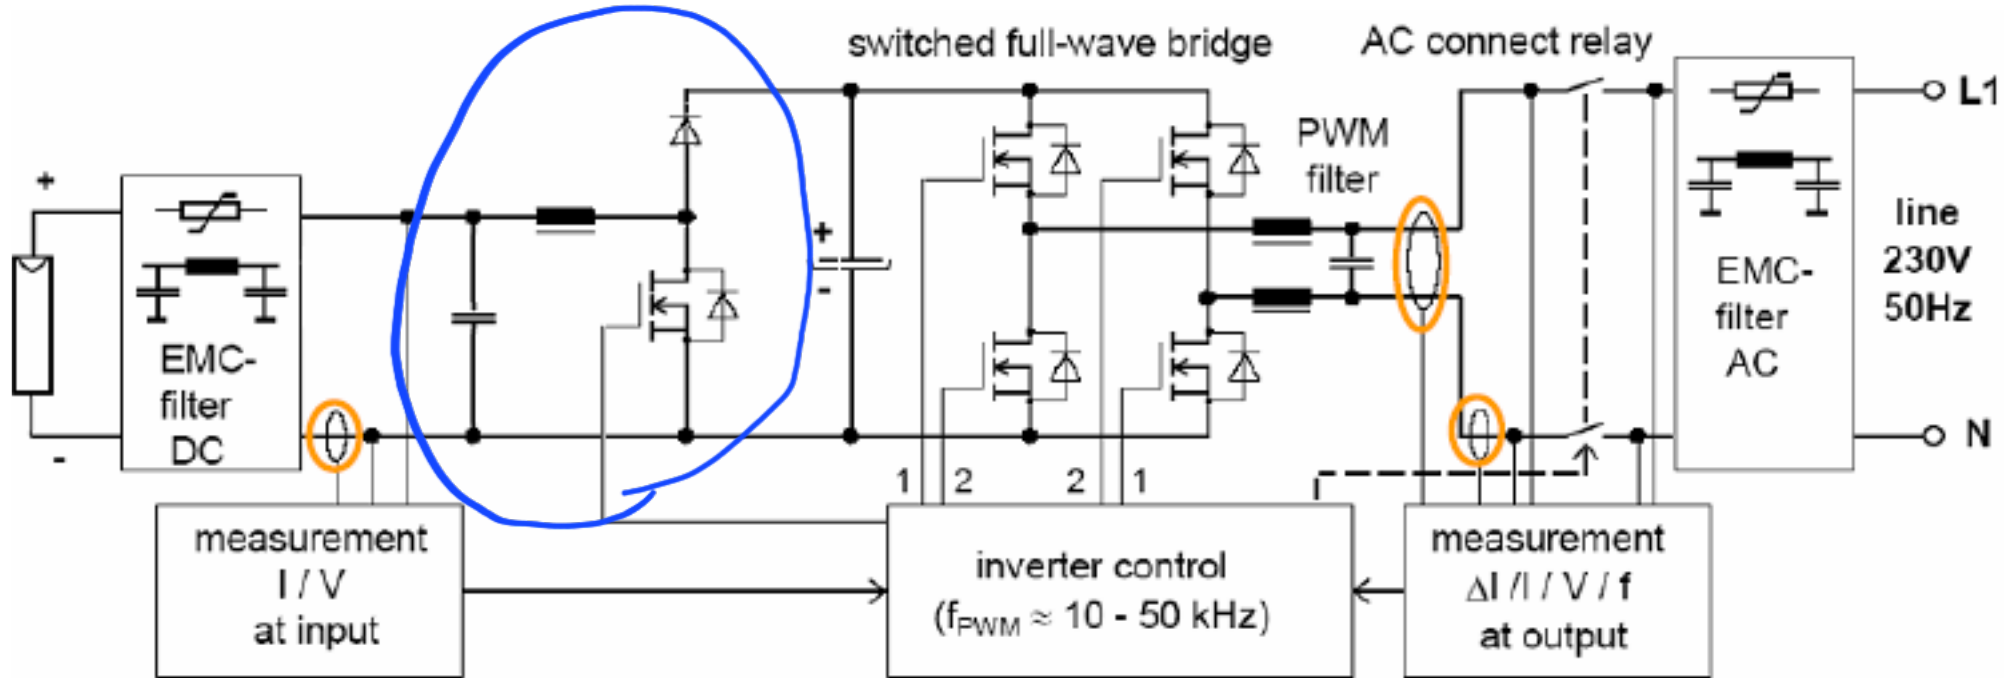 switched full-wave bridge
AC connect relay
L1
PWM
filter
+
+
-
line
230V
50Hz
EMC-
filter
DC
EMC-
filter
AC
-
N
1 2 2 1
measurement
I / V
at input
inverter control
(fPWM ≈ 10 - 50 kHz)
measurement
ΔI /I / V / f
at output